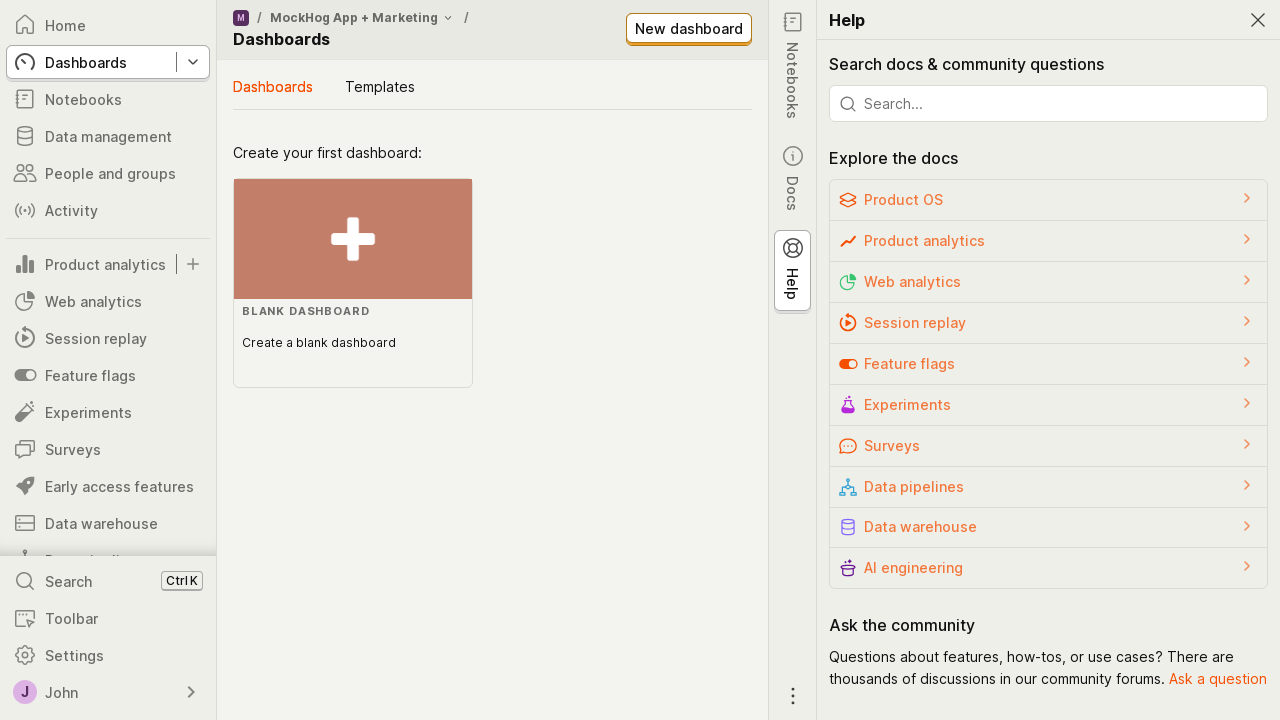 Home
Dashboards
Notebooks
Data management
People and groups
Activity
Product analytics
Web analytics
Session replay
Feature flags
Experiments
Surveys
Early access features
Data warehouse
Search Ctrl K
Toolbar
Settings
J John
M / MockHog App + Marketing /
Dashboards
New dashboard
Dashboards Templates
Create your first dashboard:
BLANK DASHBOARD
Create a blank dashboard
Notebooks
Docs
Help
Help
Search docs & community questions
Search...
Explore the docs
Product OS
Product analytics
Web analytics
Session replay
Feature flags
Experiments
Surveys
Data pipelines
Data warehouse
AI engineering
Ask the community
Questions about features, how-tos, or use cases? There are
thousands of discussions in our community forums. Ask a question